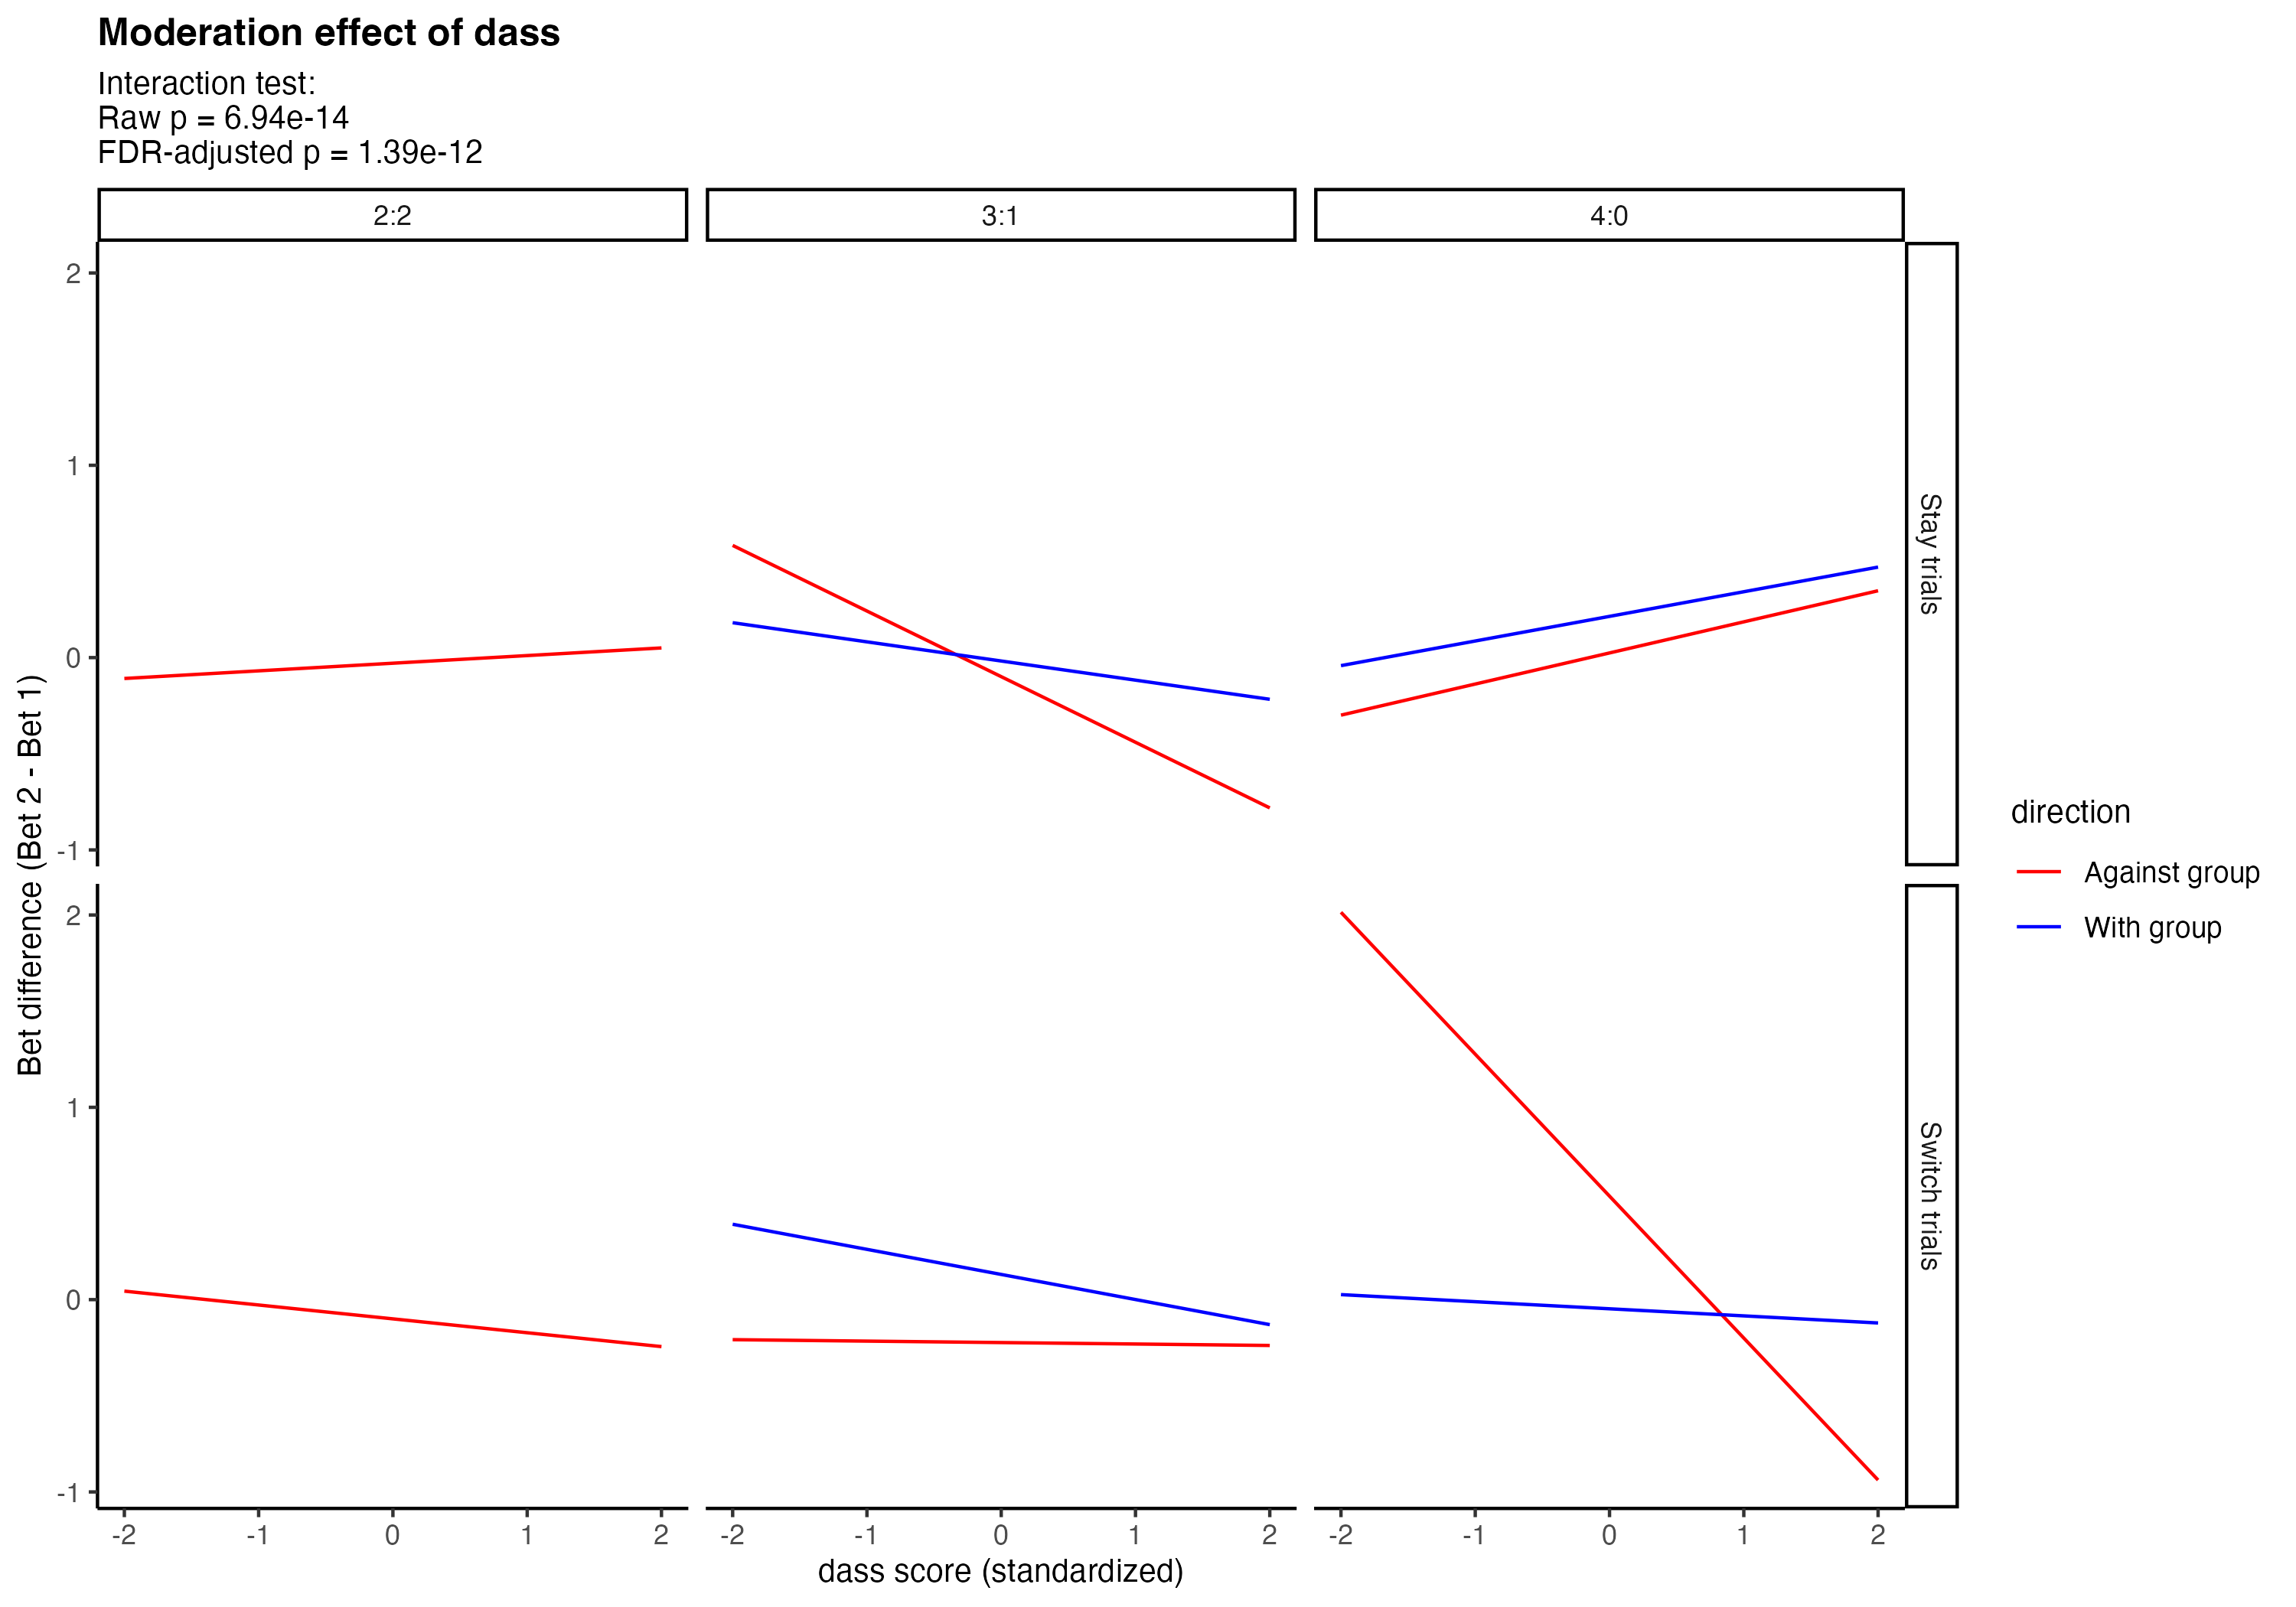 Moderation effect of dass
Interaction test:
Raw p = 6.94e-14
FDR-adjusted p = 1.39e-12
2:2 3:1 4:0
2
1
0
-1
Stay trials
2
1
0
-1
Switch trials
Bet difference (Bet 2 - Bet 1)
-2 -1 0 1 2 -2 -1 0 1 2 -2 -1 0 1 2
dass score (standardized)
direction
Against group
With group